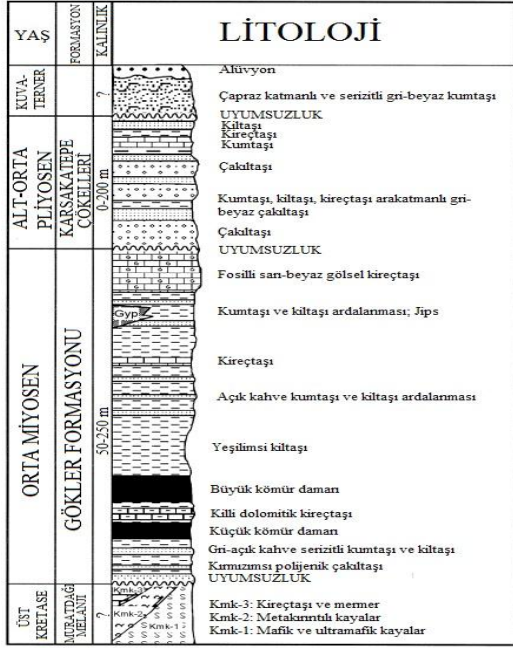 YAŞ
FORMASYON
KALINLIK
LİTOLOJİ
KUVA-
TERNER
?
Alüvyon
Çapraz katmanlı ve serizitli gri-beyaz kumtaşı
UYUMSUZLUK
ALT-ORTA
PLİYOSEN
KARSAKATEPE
ÇÖKELLERİ
0-200 m
Kiltaşı
Kireçtaşı
Kumtaşı
Çakıltaşı
Kumtaşı, kiltaşı, kireçtaşı arakatmanlı gri-
beyaz çakıltaşı
Çakıltaşı
UYUMSUZLUK
ORTA MİYOSEN
GÖKLER FORMASYONU
50-250 m
Fosilli sarı-beyaz gölsel kireçtaşı
Gyp
Kumtaşı ve kiltaşı ardalanması; Jips
Kireçtaşı
Açık kahve kumtaşı ve kiltaşı ardalanması
Yeşilimsi kiltaşı
Büyük kömür damarı
Killi dolomitik kireçtaşı
Küçük kömür damarı
Gri-açık kahve serizitli kumtaşı ve kiltaşı
Kırmızımsı polijenik çakıltaşı
UYUMSUZLUK
ÜST
KRETASE
MURATDAĞI
MELANJI
?
Kmk-3
Kmk-2
Kmk-1
Kmk-3: Kireçtaşı ve mermer
Kmk-2: Metakırıntılı kayalar
Kmk-1: Mafik ve ultramafik kayalar